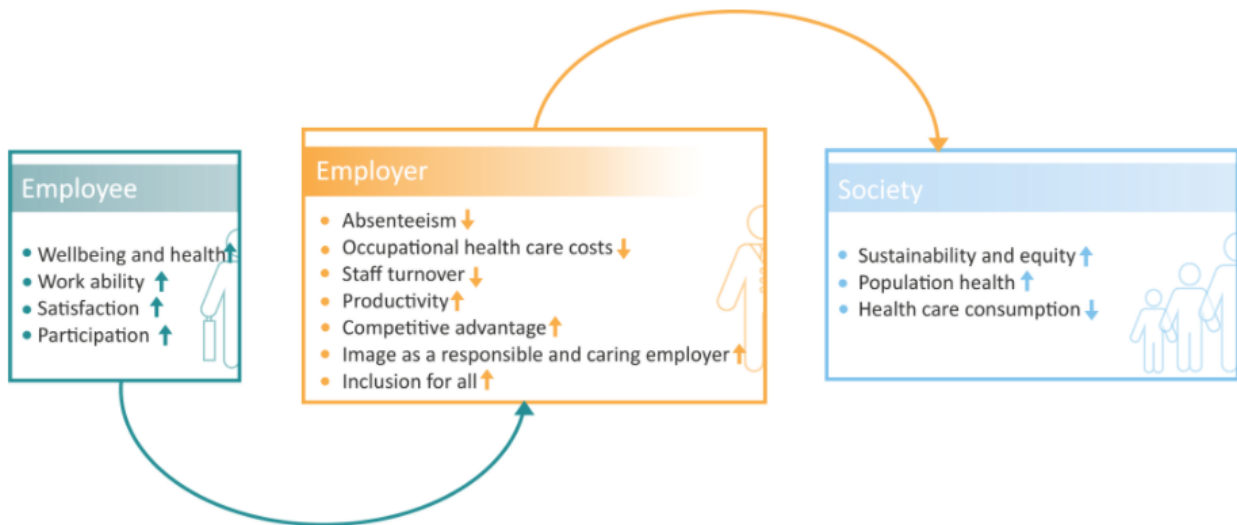 Employee
Wellbeing and health
Work ability
Satisfaction
Participation
Employer
Absenteeism
Occupational health care costs
Staff turnover
Productivity
Competitive advantage
Image as a responsible and caring employer
Inclusion for all
Society
Sustainability and equity
Population health
Health care consumption